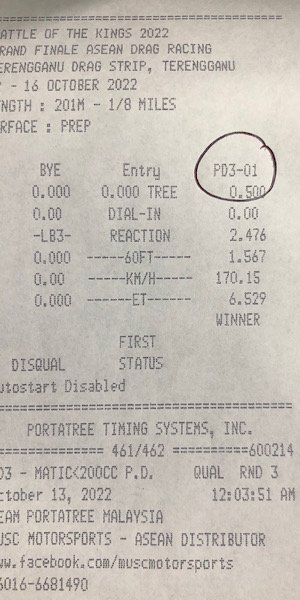 ATTLE OF THE KINGS 2022
RAND FINALE ASEAN DRAG RACING
ERENGGANU DRAG STRIP, TERENGGANU
- 16 OCTOBER 2022
NGTH : 201M - 1/8 MILES
RFACE : PREP
BYE Entry PD3-01
0.000 0.000 TREE 0.500
0.00 DIAL-IN 0.00
-LB3- REACTION 2.476
0.000 -----60FT----- 1.567
0.00 -----KM/H----- 170.15
0.000 ------ET------ 6.529
WINNER
FIRST
DISQUAL STATUS
utostart Disabled
PORTATREE TIMING SYSTEMS, INC.
============ 461/462 ==========600214
D3 - MATIC<200CC P.D. QUAL RND 3
ctober 13, 2022 12:03:51 AM
EAM PORTATREE MALAYSIA
USC MOTORSPORTS - ASEAN DISTRIBUTOR
ww.facebook.com/muscmotorsports
6016-6681490